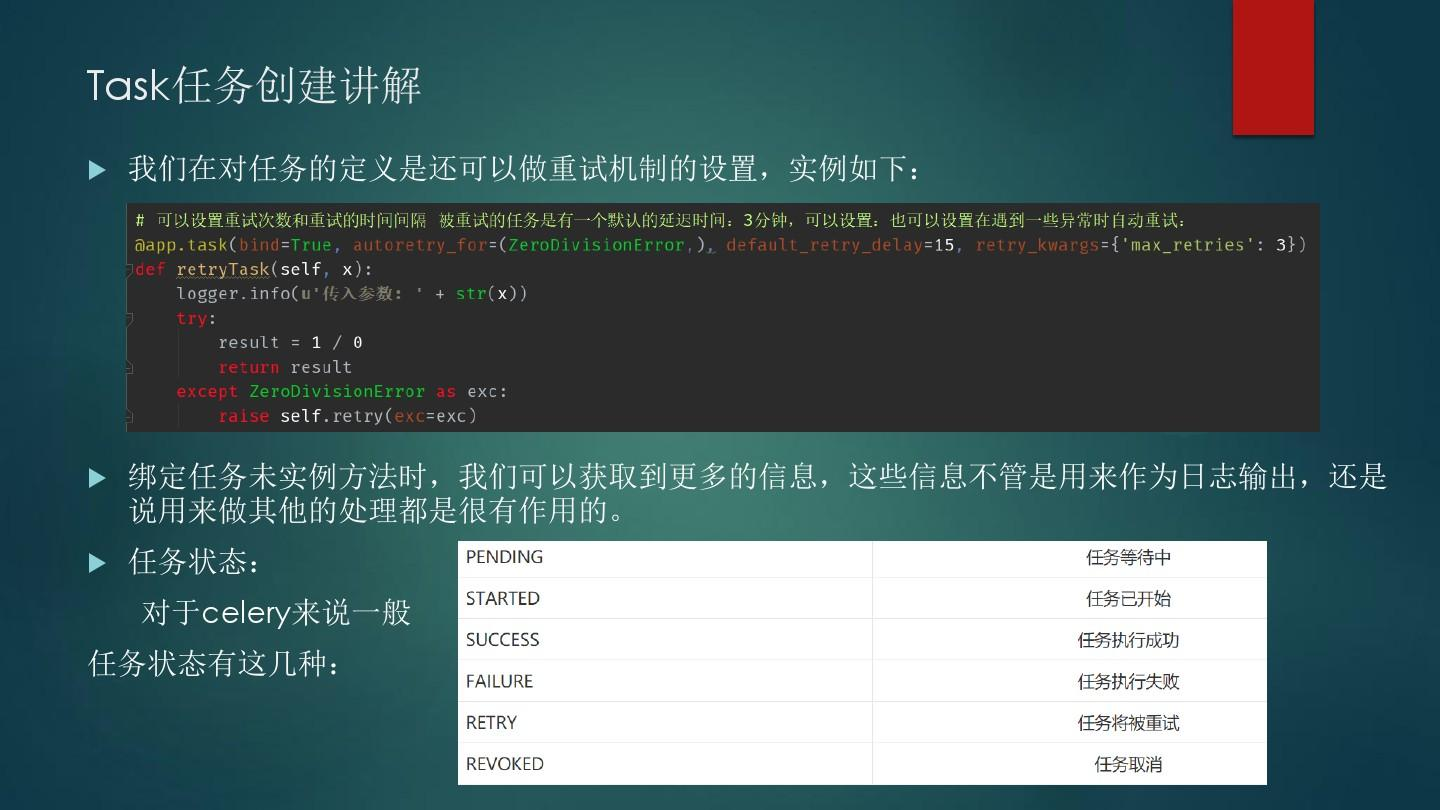 Task任务创建讲解
我们在对任务的定义是还可以做重试机制的设置，实例如下：
# 可以设置重试次数和重试的时间间隔 被重试的任务是有一个默认的延迟时间：3分钟，可以设置：也可以设置在遇到一些异常时自动重试：
@app.task(bind=True, autoretry_for=(ZeroDivisionError,), default_retry_delay=15, retry_kwargs={'max_retries': 3})
def retryTask(self, x):
logger.info(u'传入参数： ' + str(x))
try:
result = 1 / 0
return result
except ZeroDivisionError as exc:
raise self.retry(exc=exc)
绑定任务未实例方法时，我们可以获取到更多的信息，这些信息不管是用来作为日志输出，还是
说用来做其他的处理都是很有作用的。
任务状态：
对于celery来说一般
任务状态有这几种：
PENDING 任务等待中
STARTED 任务已开始
SUCCESS 任务执行成功
FAILURE 任务执行失败
RETRY 任务将被重试
REVOKED 任务取消